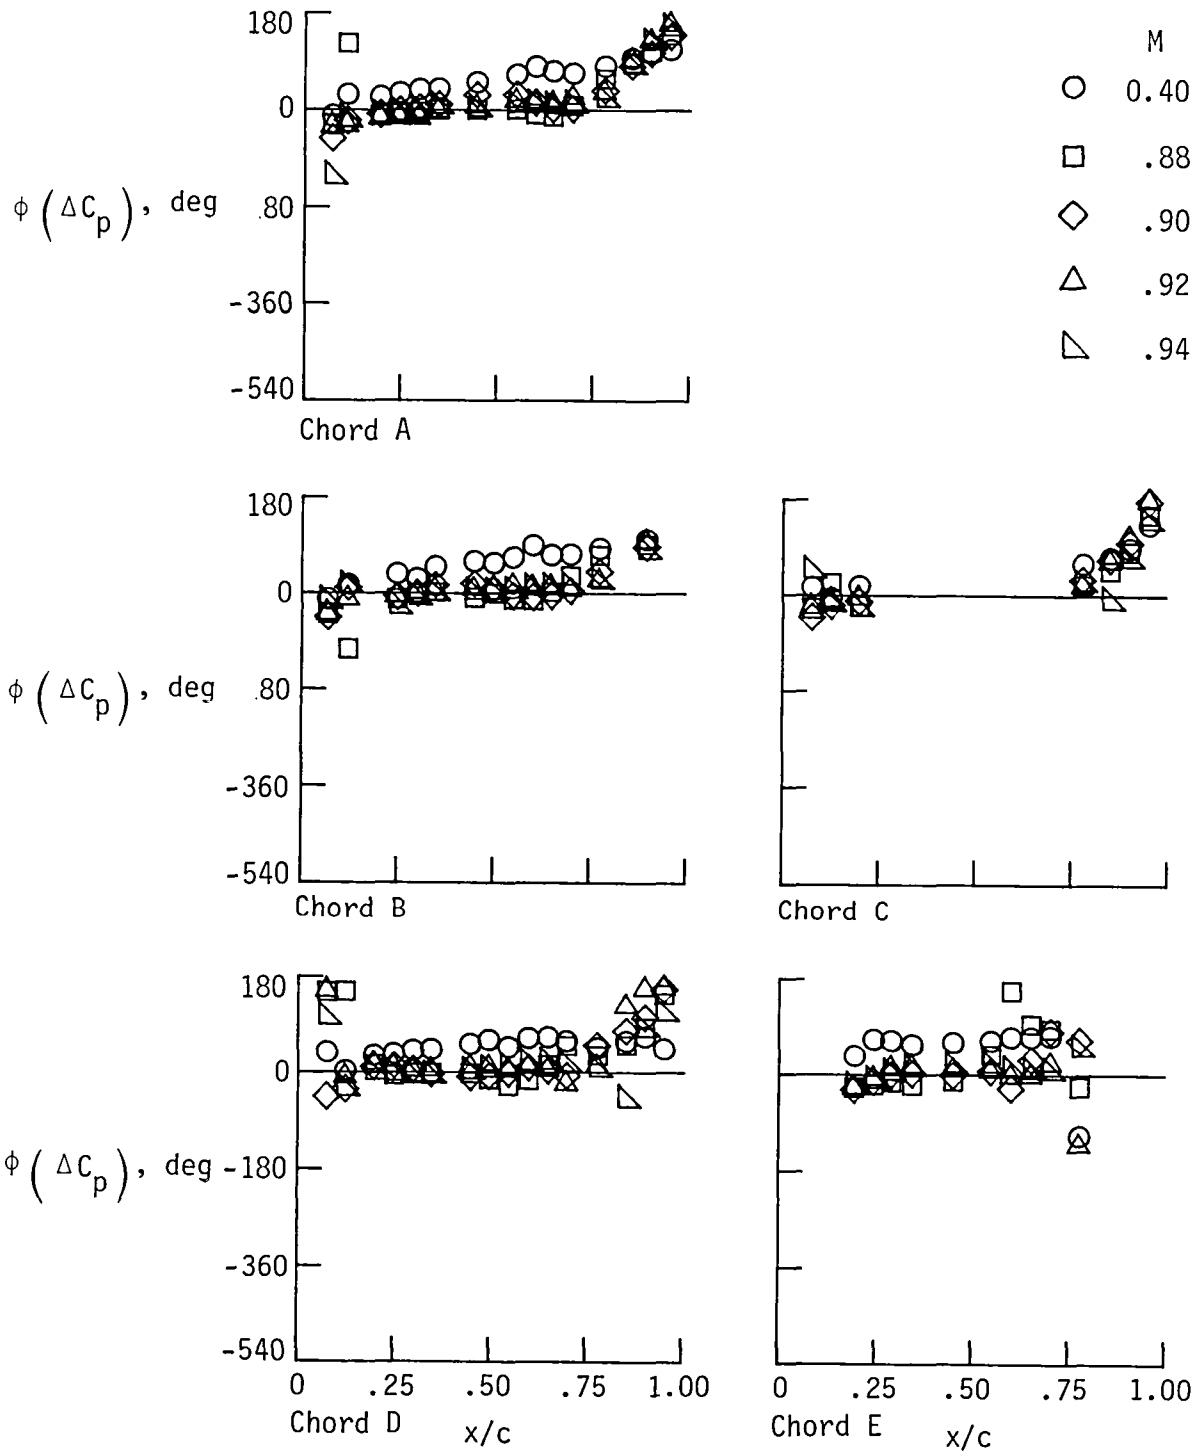 M
0.40
.88
.90
.92
.94
180
0
.80
-360
-540
φ (ΔCp), deg
Chord A
180
0
.80
-360
-540
φ (ΔCp), deg
Chord B
Chord C
180
0
-180
-360
-540
φ (ΔCp), deg
0 .25 .50 .75 1.00
Chord D x/c
0 .25 .50 .75 1.00
Chord E x/c